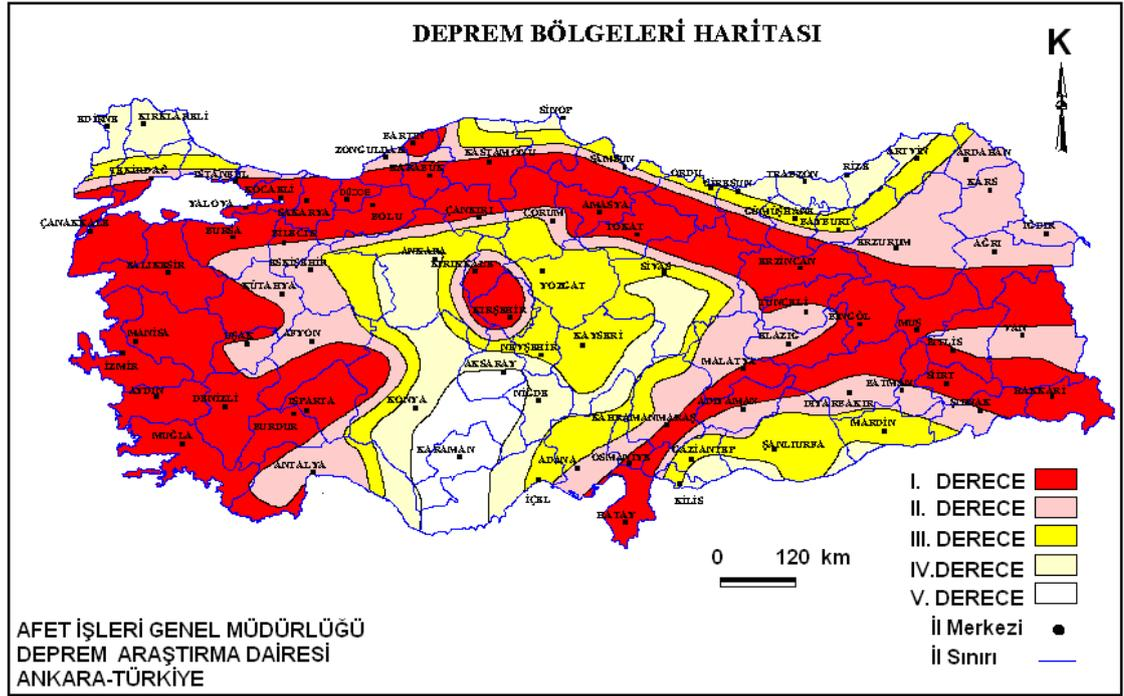 DEPREM BÖLGELERİ HARİTASI
K
SİNOP
EDİRNE
KIRKLARELİ
BARTIN
ZONGULDAK
KASTAMONU
KARABÜK
SAMSUN
ARTVİN
ARDAHAN
RİZE
TRABZON
ORDU
GİRESUN
KARS
TEKİRDAĞ
İSTANBUL
KOCAELİ
YALOVA
SAKARYA
DÜZCE
BOLU
ÇANKIRI
ÇORUM
AMASYA
TOKAT
GÜMÜŞHANE
BAYBURT
ERZURUM
AĞRI
IĞDIR
ÇANAKKALE
BURSA
BİLECİK
ESKİŞEHİR
ANKARA
KIRIKKALE
YOZGAT
SİVAS
ERZİNCAN
BALIKESİR
KÜTAHYA
KIRŞEHİR
TUNCELİ
BİNGÖL
MUŞ
VAN
MANİSA
UŞAK
AFYON
KAYSERİ
NEVŞEHİR
ELAZIĞ
BİTLİS
İZMİR
AKSARAY
MALATYA
SİİRT
AYDIN
DENİZLİ
ISPARTA
KONYA
NİĞDE
ADIYAMAN
DİYARBAKIR
BATMAN
ŞIRNAK
HAKKARİ
BURDUR
KAHRAMANMARAŞ
MARDİN
MUĞLA
ANTALYA
KARAMAN
ADANA
OSMANİYE
GAZİANTEP
ŞANLIURFA
İÇEL
KİLİS
HATAY
I. DERECE
II. DERECE
III. DERECE
IV.DERECE
V. DERECE
İl Merkezi
İl Sınırı
0 120 km
AFET İŞLERİ GENEL MÜDÜRLÜĞÜ
DEPREM ARAŞTIRMA DAİRESİ
ANKARA-TÜRKİYE